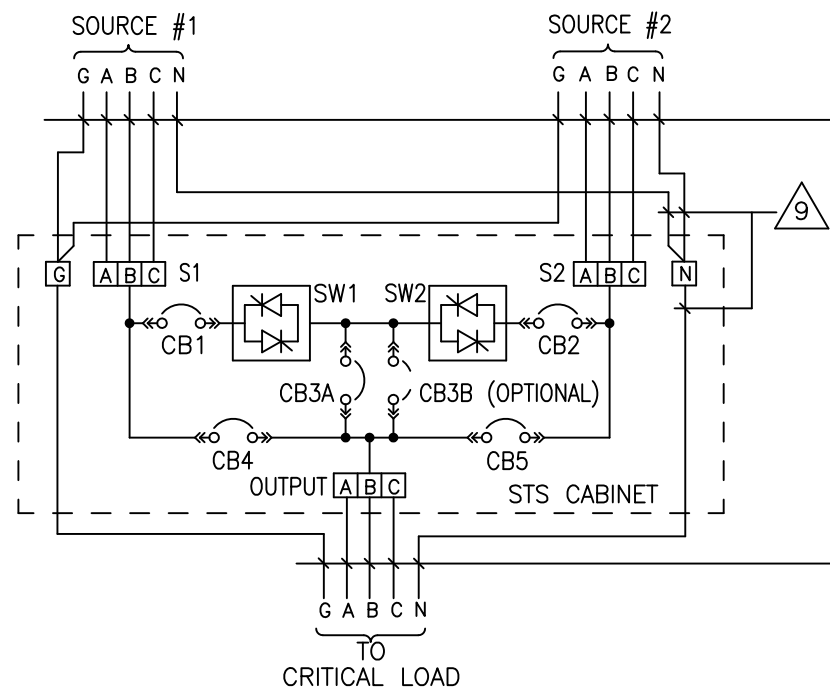 SOURCE #1
SOURCE #2
G A B C N
G A B C N
9
G
A B C
S1
S2
A B C
N
SW1
SW2
CB1
CB2
CB3A
CB3B (OPTIONAL)
CB4
CB5
OUTPUT
A B C
STS CABINET
G A B C N
TO
CRITICAL LOAD